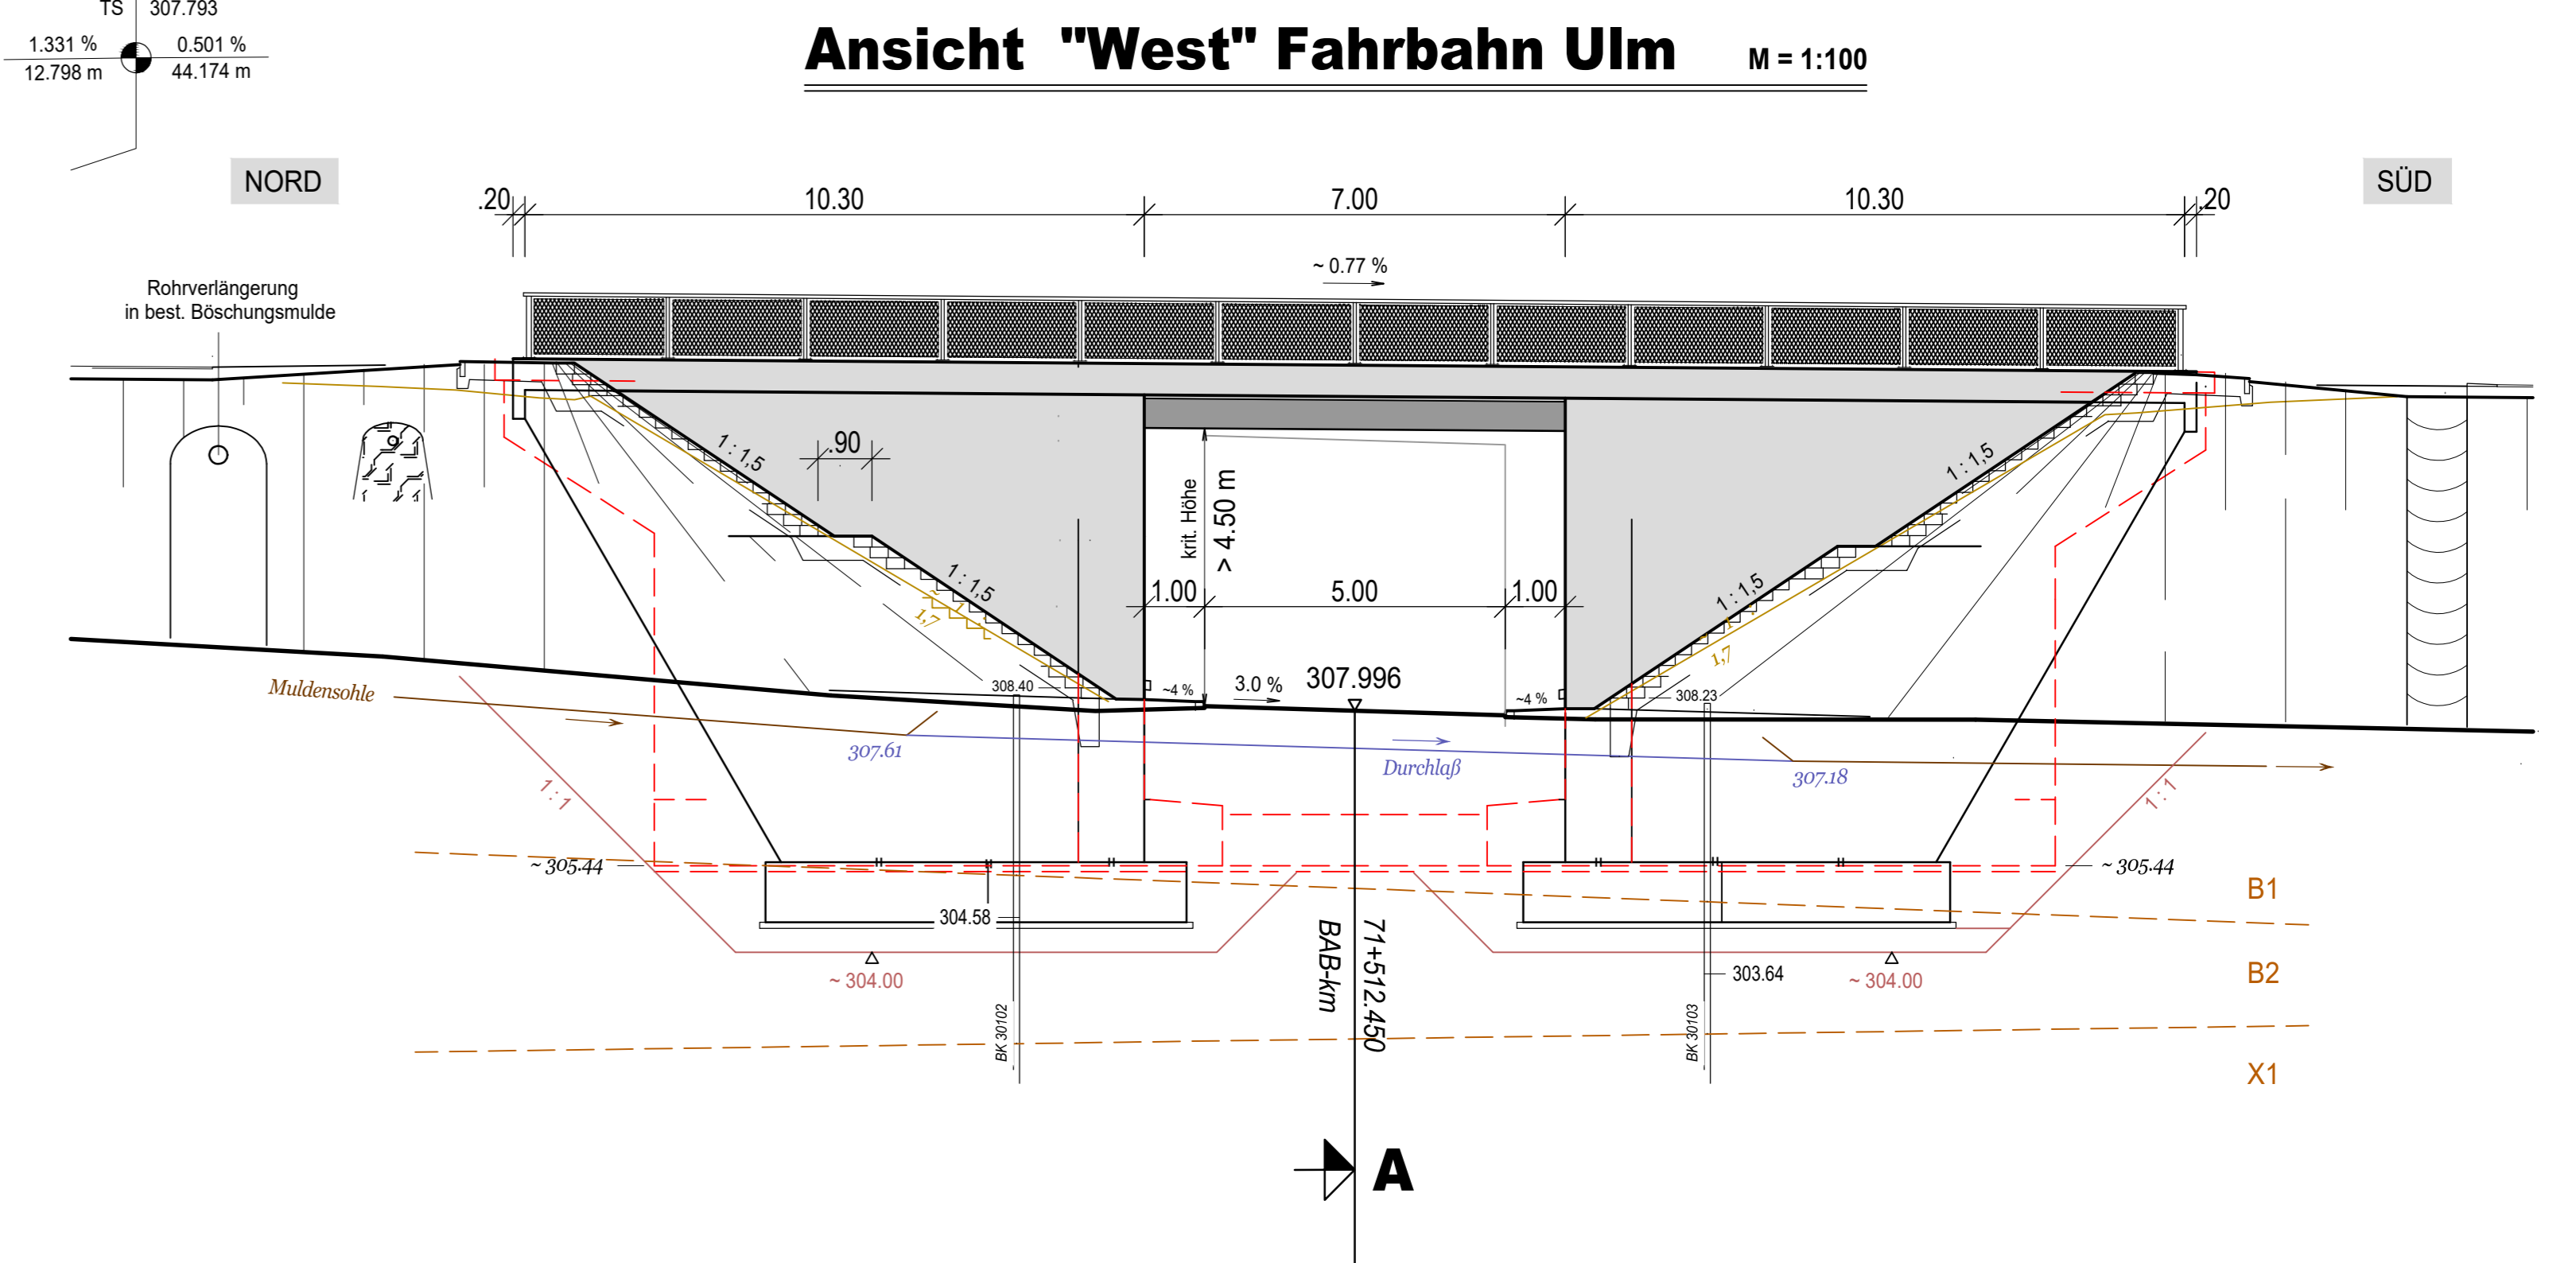 TS 307.793
1.331 % 0.501 %
12.798 m 44.174 m
Ansicht "West" Fahrbahn Ulm M = 1:100
NORD
SÜD
.20 10.30 7.00 10.30 .20
~ 0.77 %
Rohrverlängerung
in best. Böschungsmulde
1 : 1,5
.90
1 : 1,5
krit. Höhe
> 4.50 m
1 : 1,5
1 : 1,5
1.00 5.00 1.00
~ 1
1,7
1
1,7
Muldensohle
308.40
~4 %
3.0 %
307.996
~4 %
308.23
307.61
Durchlaß
307.18
1 : 1
1 : 1
~ 305.44
~ 305.44
B1
304.58
71+512.450
BAB-km
~ 304.00
303.64
~ 304.00
B2
BK 30102
BK 30103
X1
A